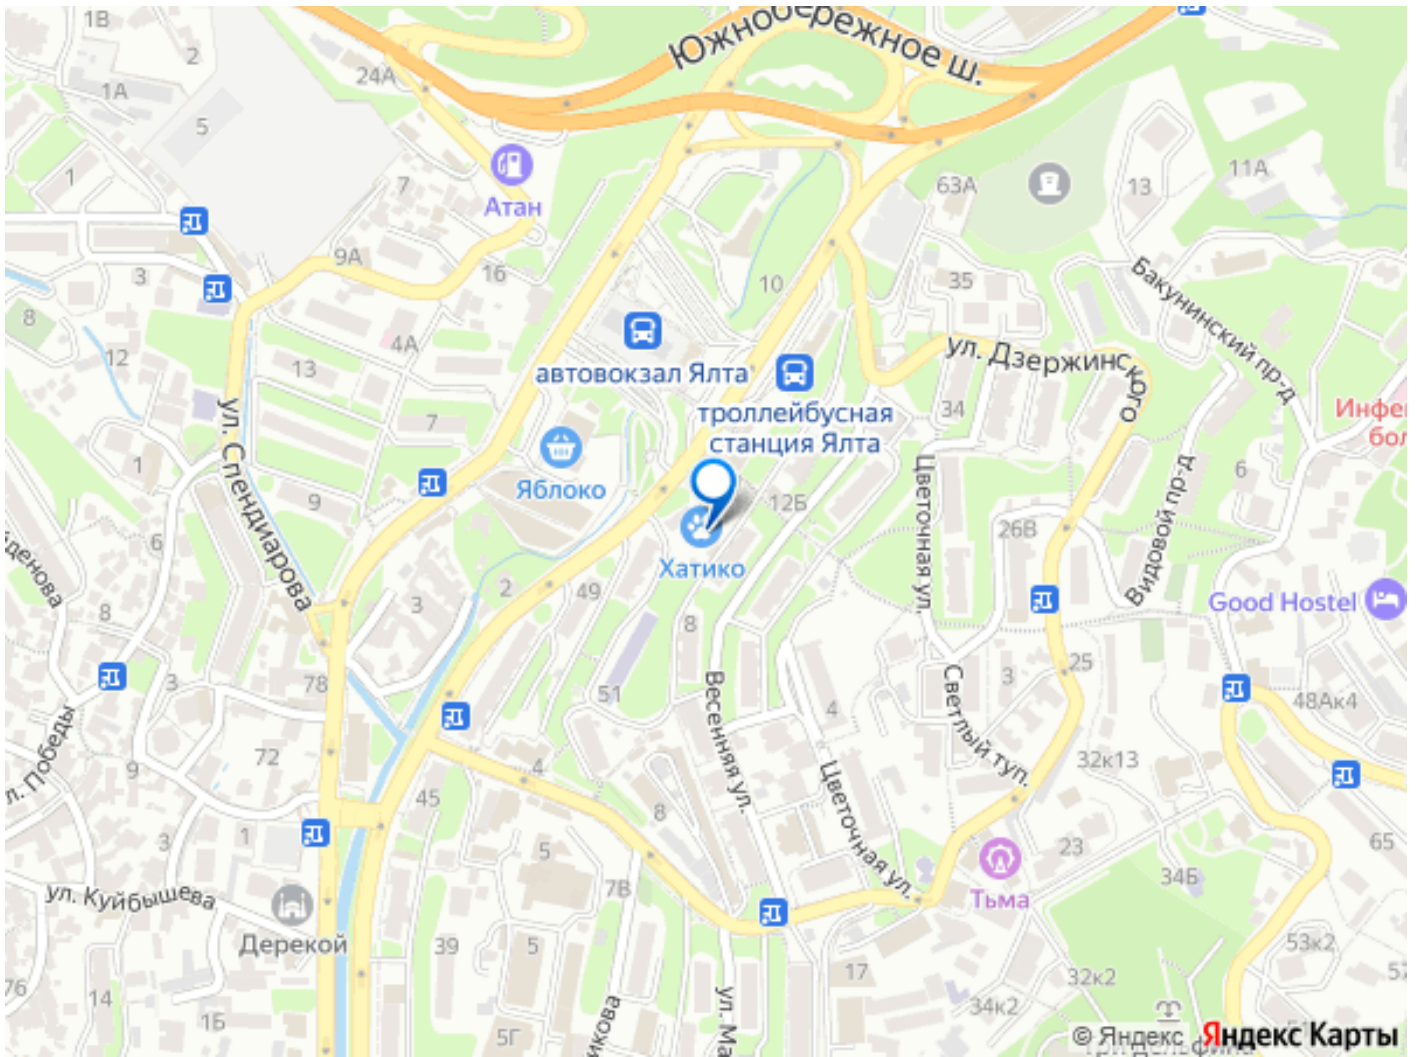 1В
2
Южнобережное ш.
24А
1А
5
1
7
Атан
63А
13
11А
9А
16
3
10
35
Бакунинский пр-д
8
12
4А
13
автовокзал Ялта
ул. Дзержинского
троллейбусная
станция Ялта
34
Инфе
бол
ул. Спендиарова
7
1
Яблоко
9
12Б
6
Цветочная ул.
26В
Видовой пр-д
6
денова
Хатико
2
49
3
8
8
Good Hostel
3
78
51
Весенняя ул.
4
Светлый туп.
3
25
48Ак4
л. Победы
72
9
4
32к13
45
8
Цветочная ул.
1
3
5
23
65
7В
34Б
ул. Куйбышева
Тьма
Дерекой
39
5
53к2
17
32к2
57
76
14
1Б
5Г
икова
ул. Ма
34к2
© Яндекс Яндекс Карты